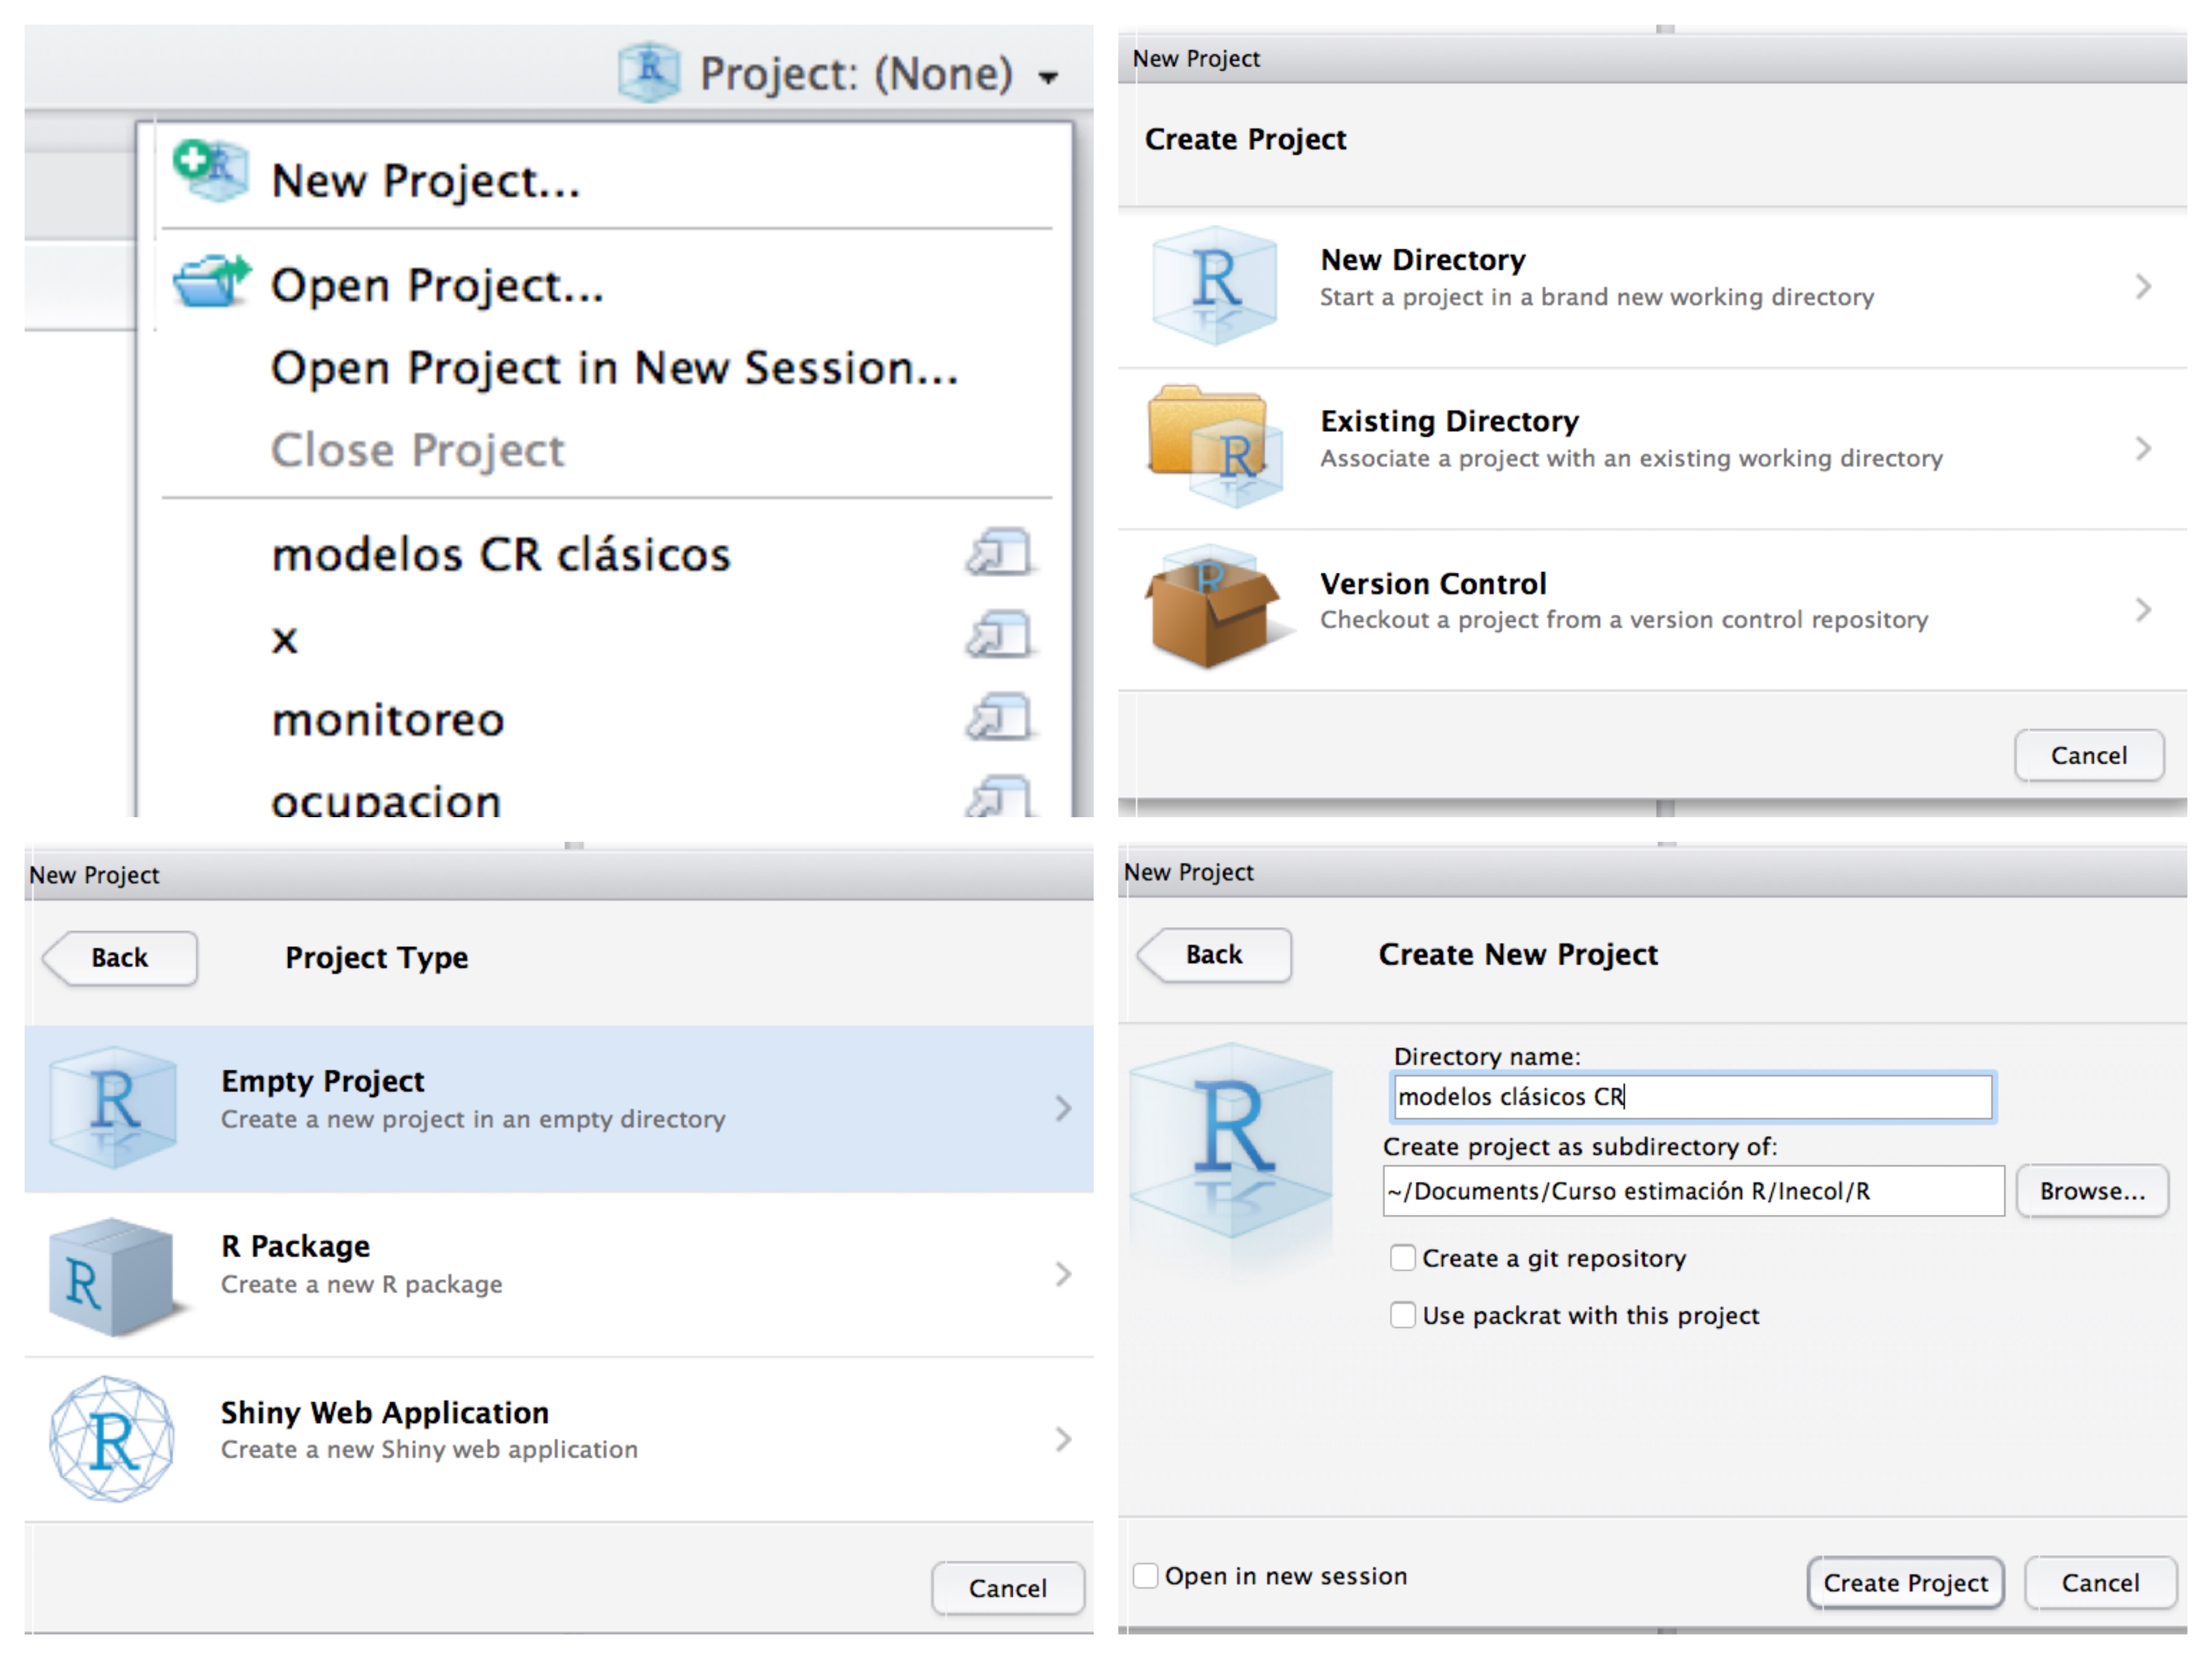 Project: (None)
New Project...
Open Project...
Open Project in New Session...
Close Project
modelos CR clásicos
x
monitoreo
ocupacion
New Project
Create Project
New Directory
Start a project in a brand new working directory
Existing Directory
Associate a project with an existing working directory
Version Control
Checkout a project from a version control repository
Cancel
New Project
Back
Project Type
Empty Project
Create a new project in an empty directory
R Package
Create a new R package
Shiny Web Application
Create a new Shiny web application
Cancel
New Project
Back
Create New Project
Directory name:
modelos clásicos CR
Create project as subdirectory of:
~/Documents/Curso estimación R/Inecol/R
Browse...
Create a git repository
Use packrat with this project
Open in new session
Create Project
Cancel